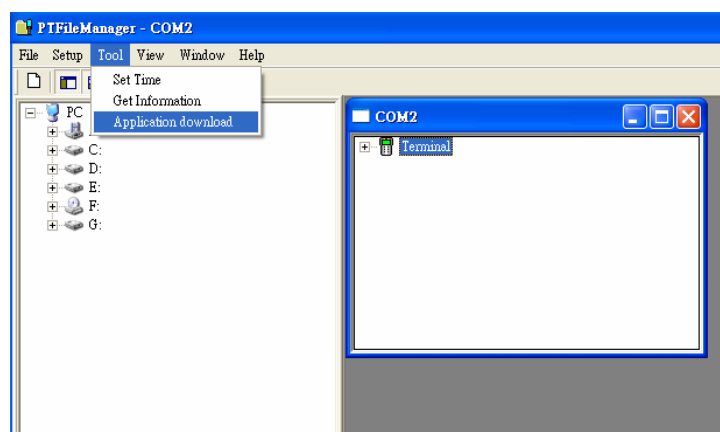 PTFileManager - COM2
File Setup Tool View Window Help
Set Time
Get Information
Application download
PC
C:
D:
E:
F:
G:
COM2
Terminal